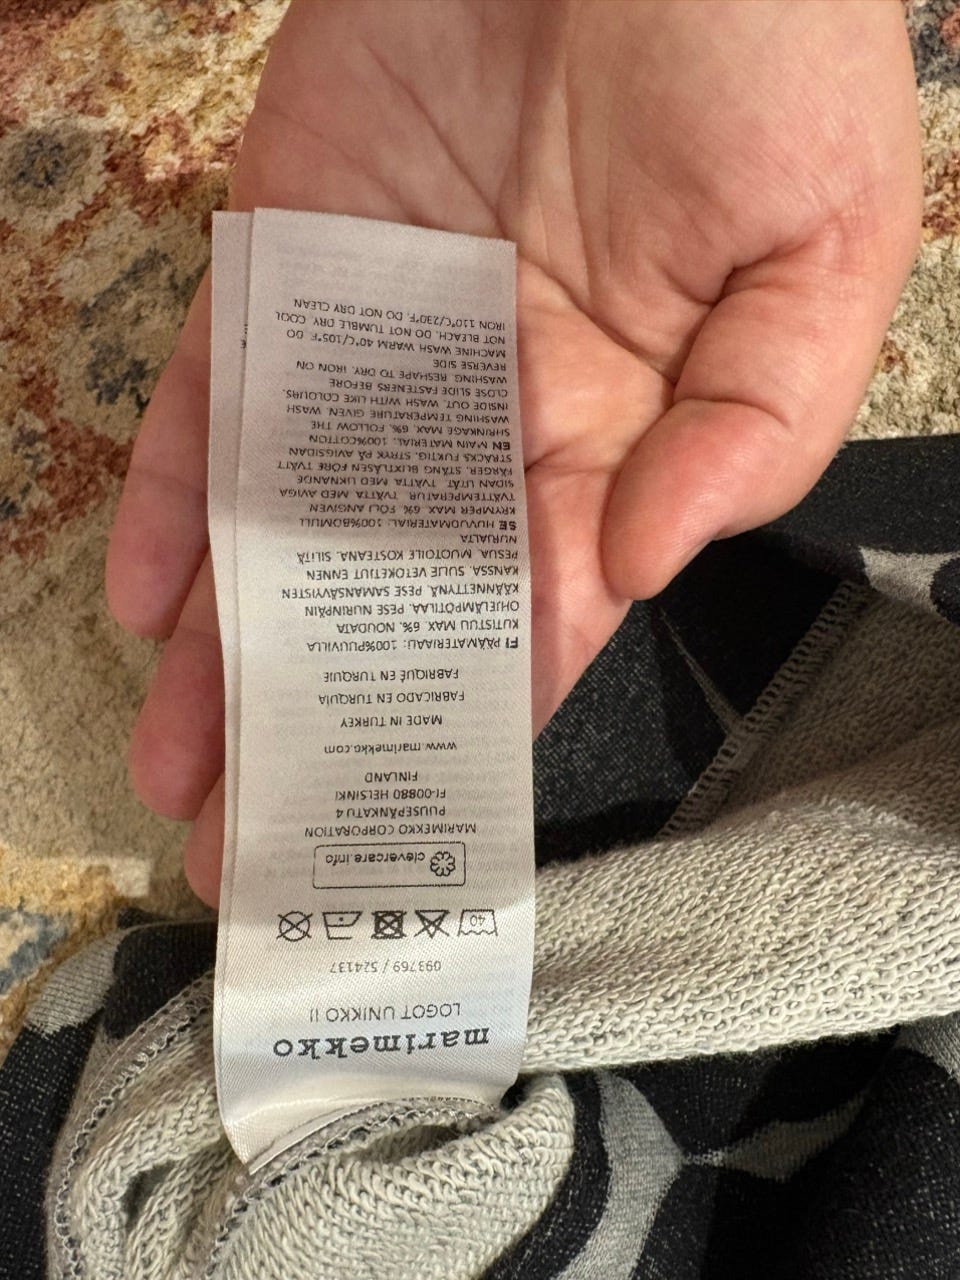 marimekko
LOGOT UNIKKO II
093769 / 524137
40
clevercare.info
MARIMEKKO CORPORATION
PUUSEPÄNKATU 4
FI-00880 HELSINKI
FINLAND
www.marimekko.com
MADE IN TURKEY
FABRICADO EN TURQUIA
FABRIQUÉ EN TURQUIE
FI PÄÄMATERIAALI: 100%PUUVILLA
KUTISTUU MAX. 6%. NOUDATA
OHJELÄMPÖTILAA. PESE NURINPÄIN
KÄÄNNETTYNÄ. PESE SAMANSÄVYISTEN
KANSSA. SULJE VETOKETJUT ENNEN
PESUA. MUOTOILE KOSTEANA. SILITÄ
NURJALTA
SE HUVUDMATERIAL: 100%BOMULL
KRYMPER MAX. 6% FÖLJ ANGIVEN
TVÄTTEMPERATUR. TVÄTTA MED AVIGA
SIDAN UTÅT. TVÄTTA MED LIKNANDE
FÄRGER. STÄNG BLIXTLÅSEN FÖRE TVÄTT
STRÄCKS FUKTIG. STRYK PÅ AVIGSIDAN
EN MAIN MATERIAL: 100%COTTON
SHRINKAGE MAX. 6%. FOLLOW THE
WASHING TEMPERATURE GIVEN. WASH
INSIDE OUT. WASH WITH LIKE COLOURS.
CLOSE SLIDE FASTENERS BEFORE
WASHING. RESHAPE TO DRY. IRON ON
REVERSE SIDE
MACHINE WASH WARM 40°C/105°F. DO
NOT BLEACH. DO NOT TUMBLE DRY. COOL
IRON 110°C/230°F. DO NOT DRY CLEAN